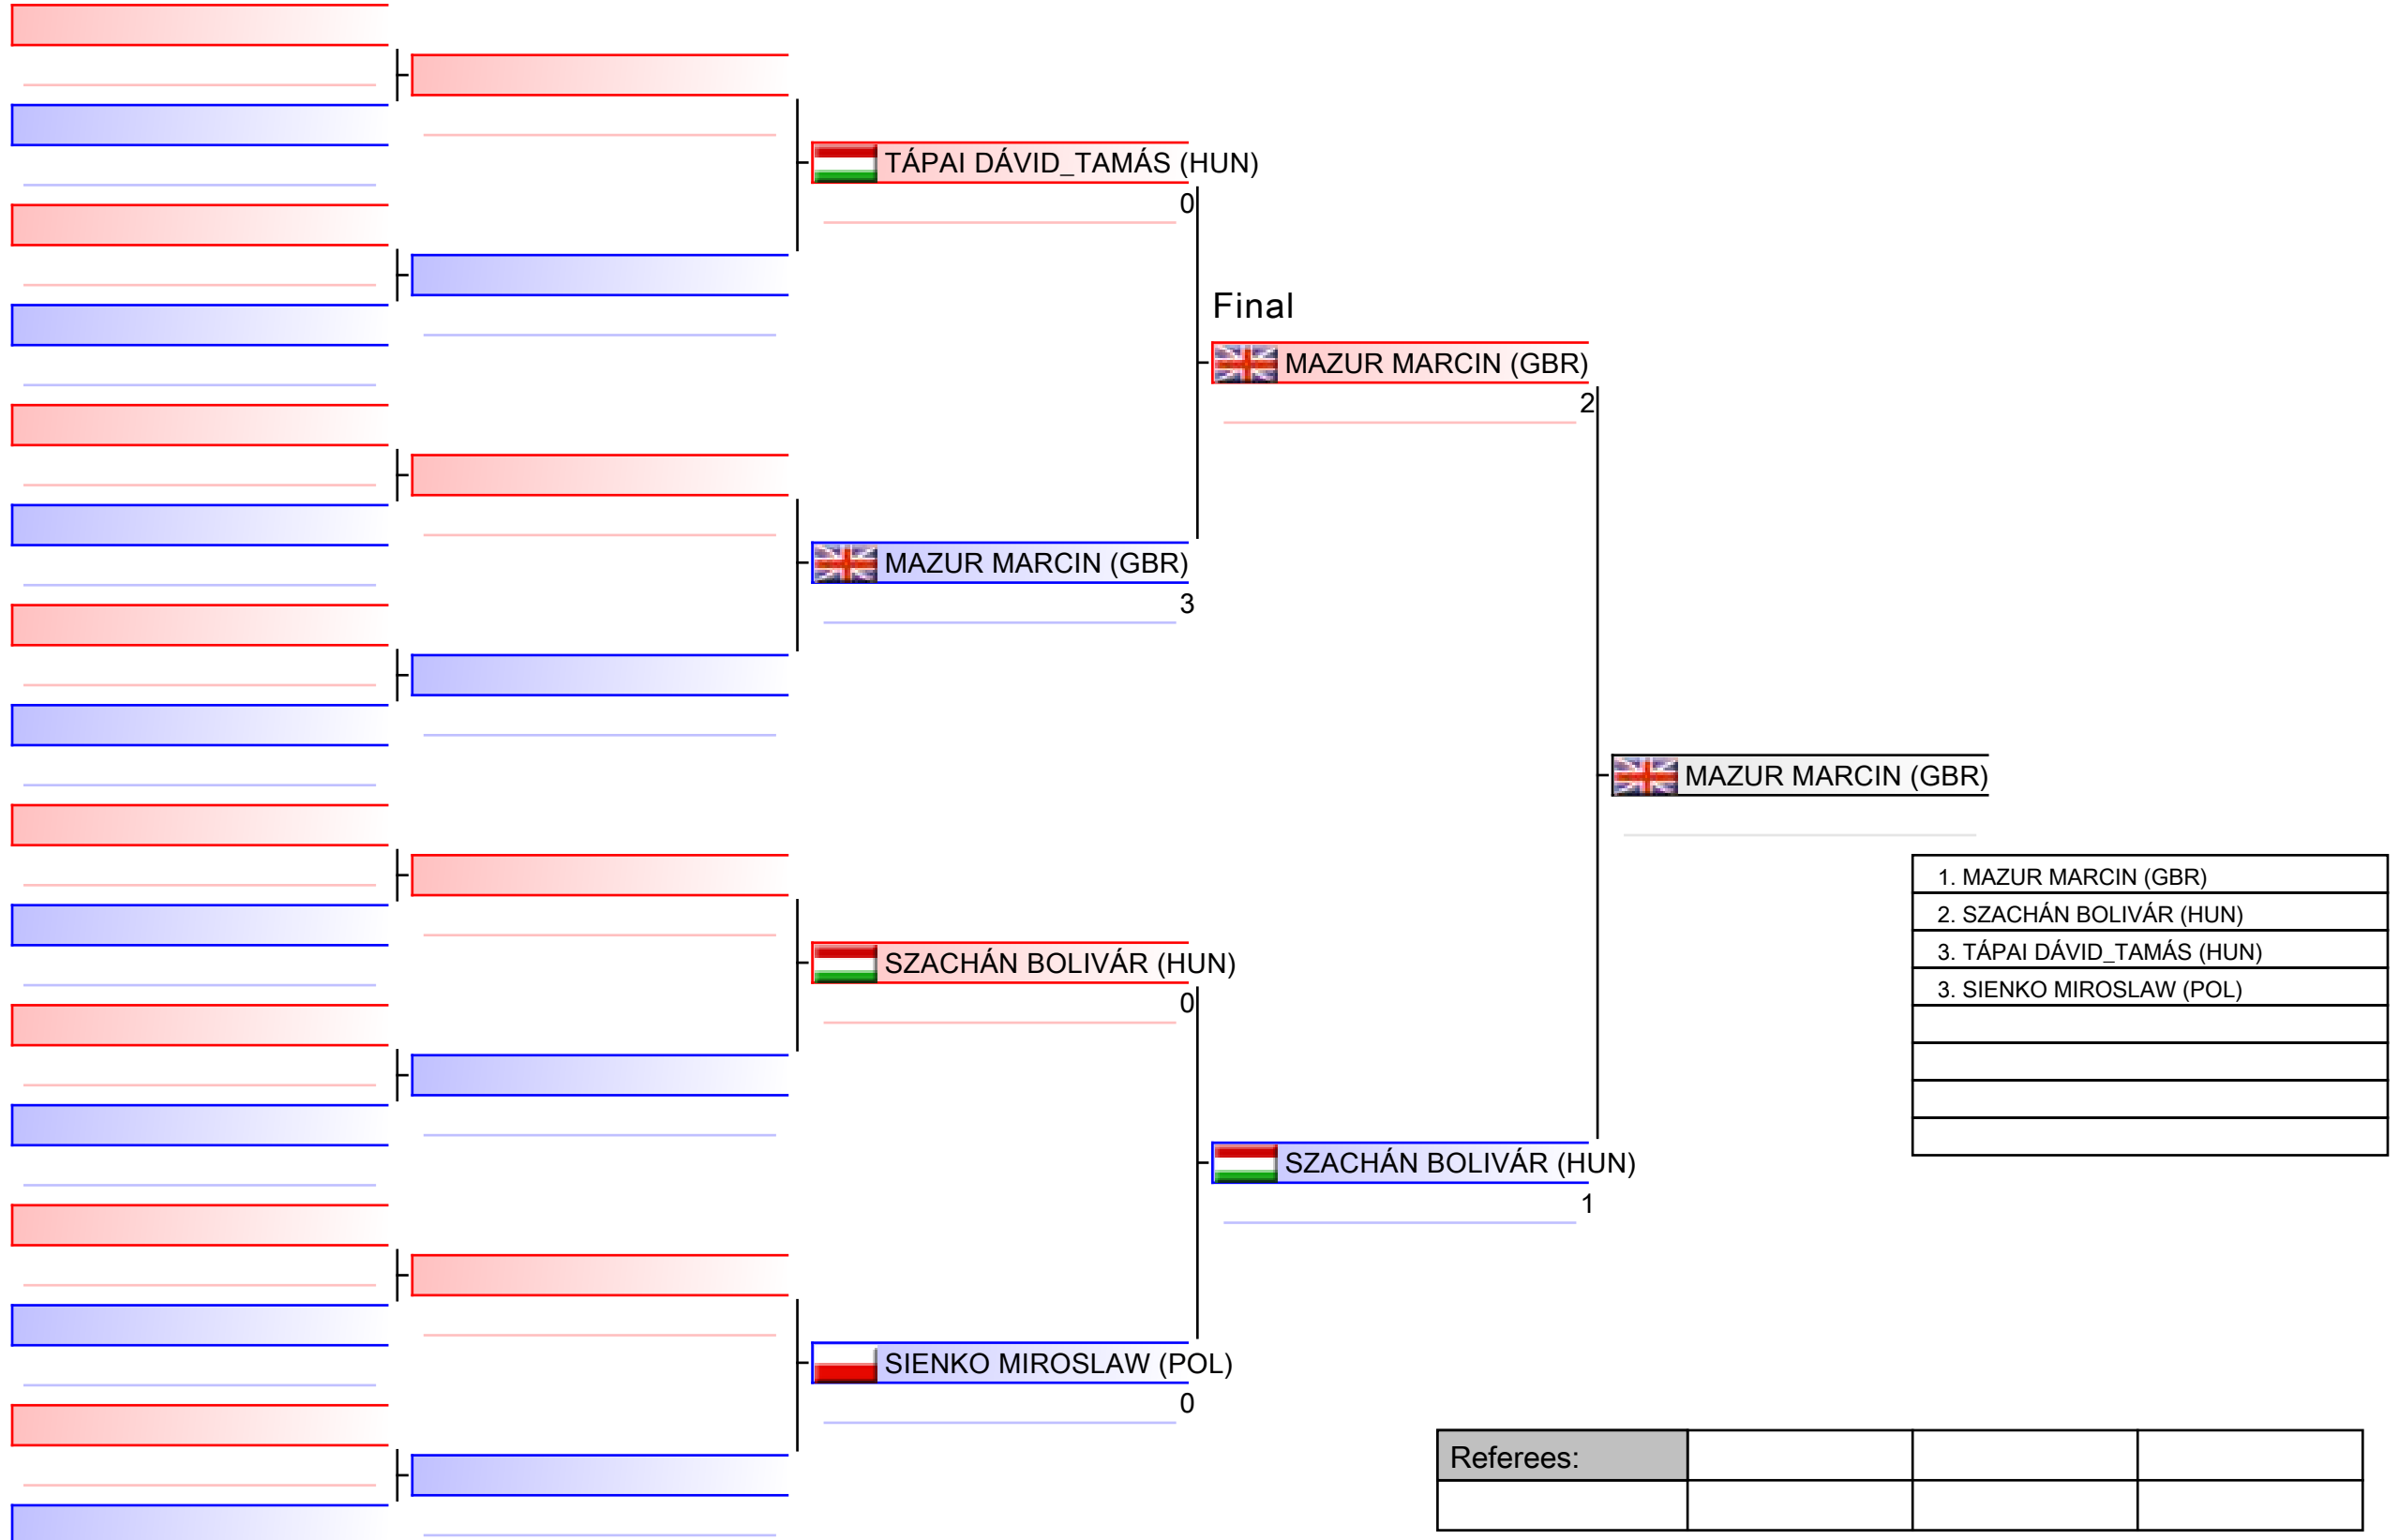 TÁPAI DÁVID_TAMÁS (HUN)
0
Final
MAZUR MARCIN (GBR)
2
MAZUR MARCIN (GBR)
3
MAZUR MARCIN (GBR)
1. MAZUR MARCIN (GBR)
2. SZACHÁN BOLIVÁR (HUN)
3. TÁPAI DÁVID_TAMÁS (HUN)
3. SIENKO MIROSLAW (POL)
SZACHÁN BOLIVÁR (HUN)
0
SZACHÁN BOLIVÁR (HUN)
1
SIENKO MIROSLAW (POL)
0
Referees: